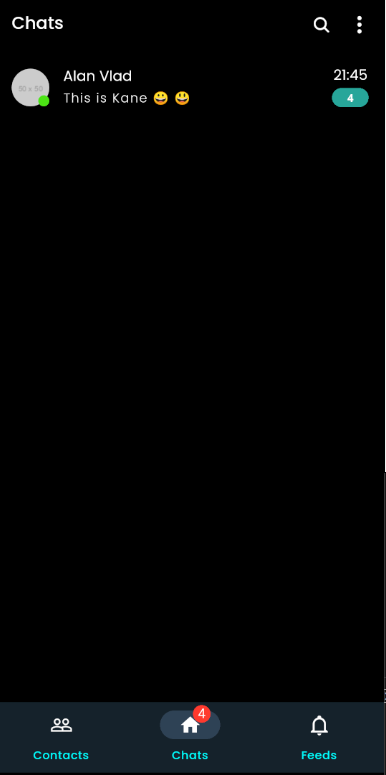 Chats
Alan Vlad
21:45
This is Kane 😀 😃
4
50 x 50
4
Contacts
Chats
Feeds